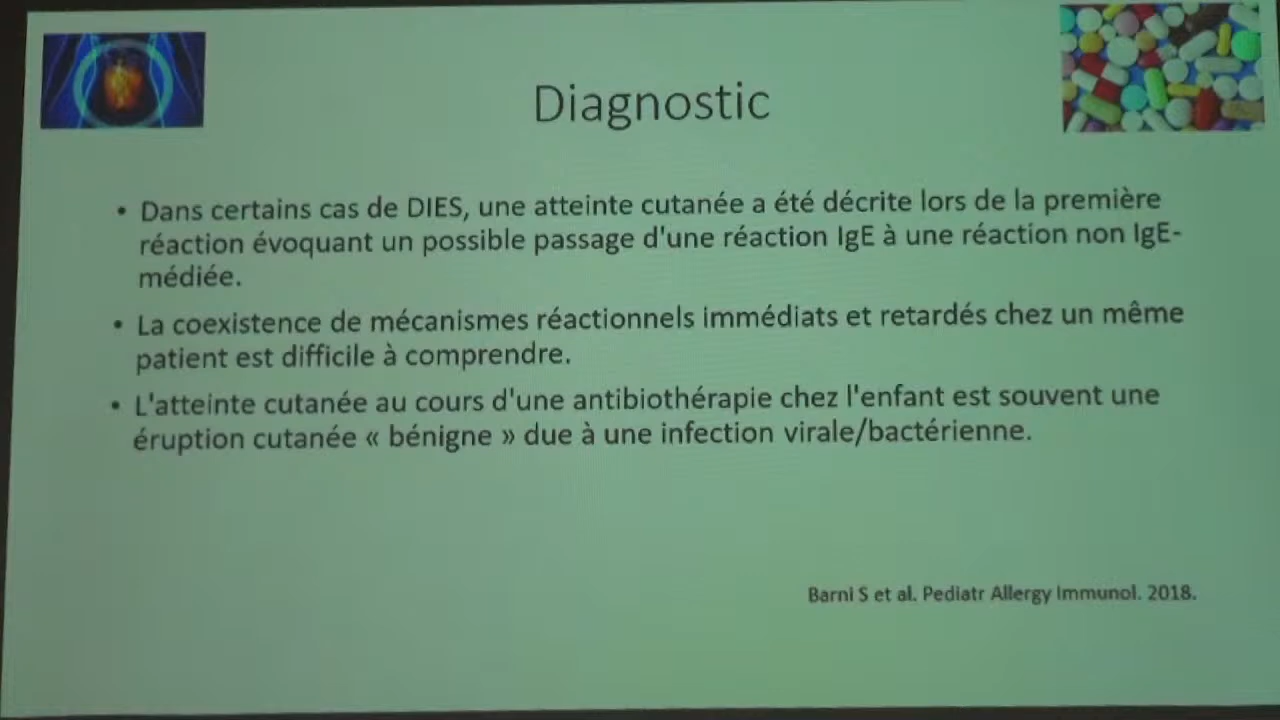 Diagnostic
• Dans certains cas de DIES, une atteinte cutanée a été décrite lors de la première
réaction évoquant un possible passage d'une réaction IgE à une réaction non IgE-
médiée.
• La coexistence de mécanismes réactionnels immédiats et retardés chez un même
patient est difficile à comprendre.
• L'atteinte cutanée au cours d'une antibiothérapie chez l'enfant est souvent une
éruption cutanée « bénigne » due à une infection virale/bactérienne.
Barni S et al. Pediatr Allergy Immunol. 2018.